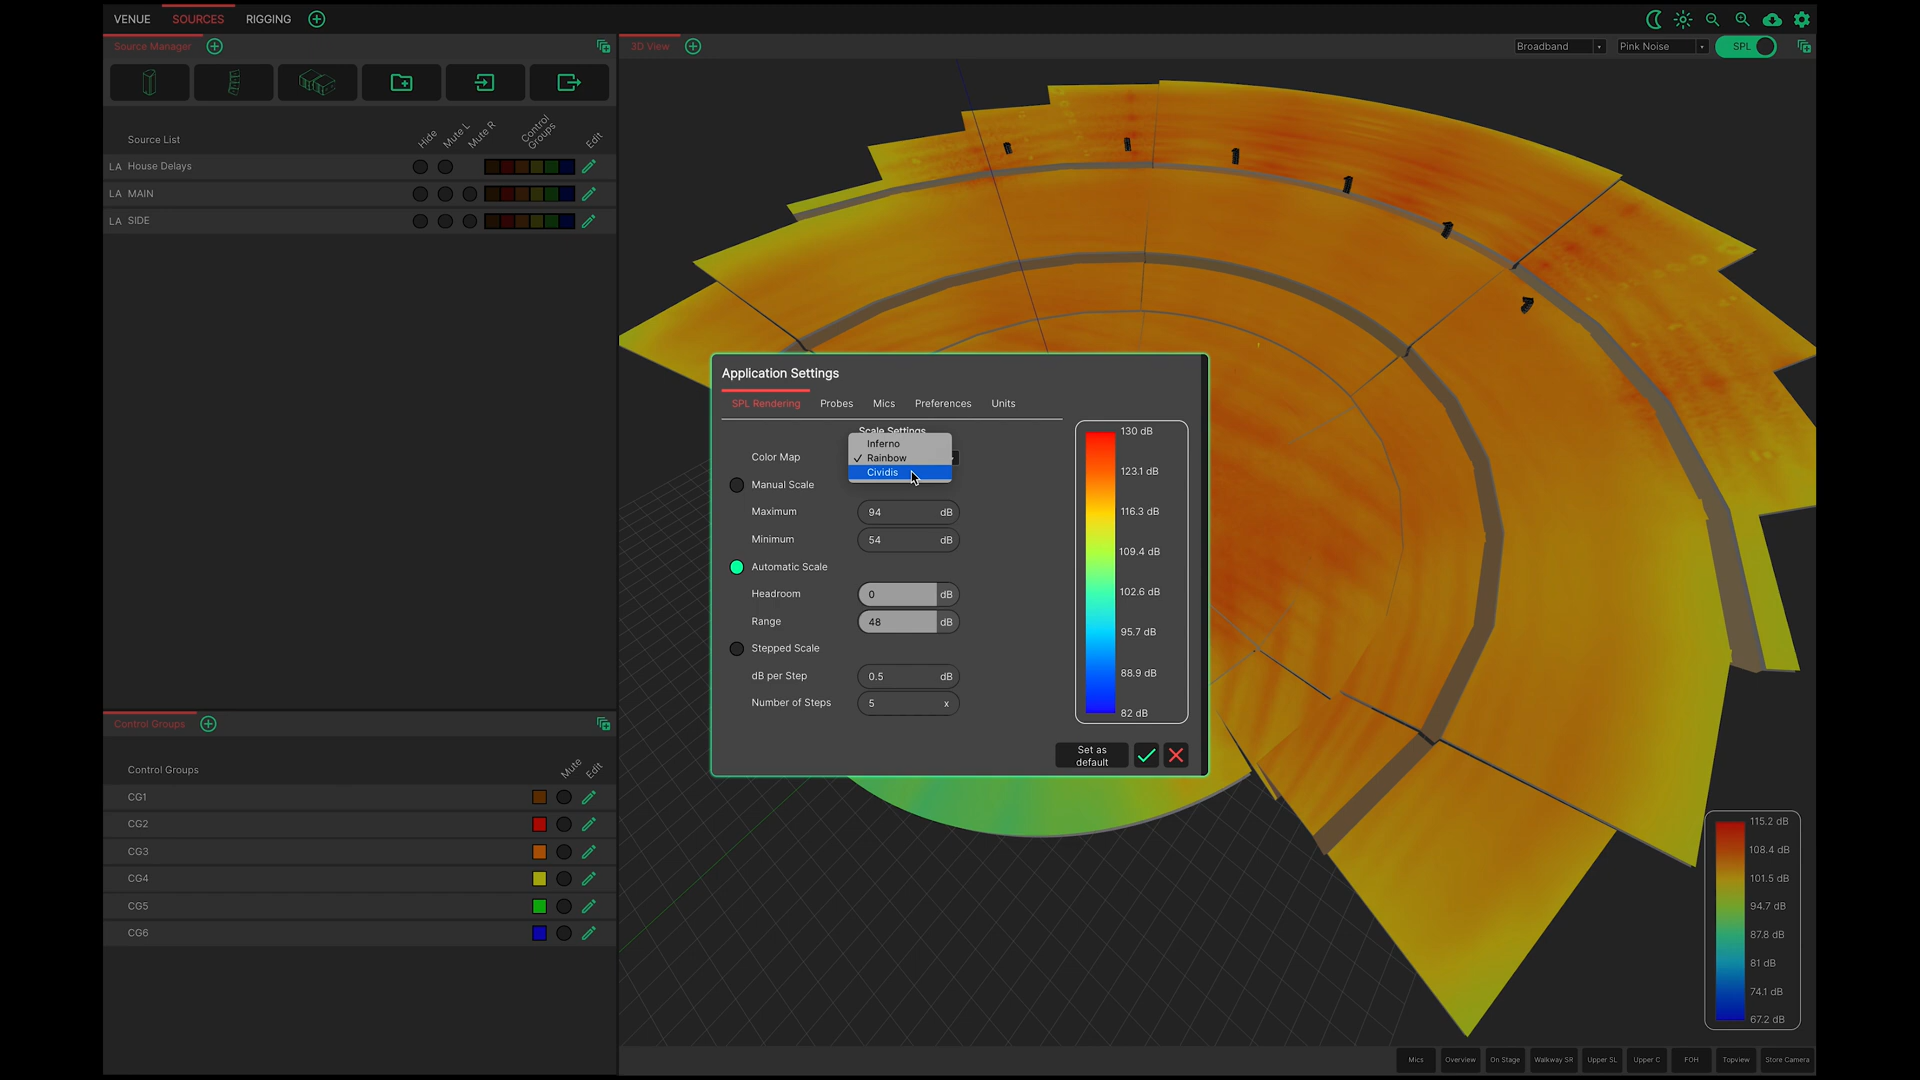 VENUE SOURCES RIGGING
Source Manager
3D View
Broadband Pink Noise SPL
Source List Hide Mute L Mute R Control Groups Edit
LA House Delays
LA MAIN
LA SIDE
Application Settings
SPL Rendering Probes Mics Preferences Units
Scale Settings
Color Map
Inferno
✓ Rainbow
Cividis
Manual Scale
Maximum 94 dB
Minimum 54 dB
Automatic Scale
Headroom 0 dB
Range 48 dB
Stepped Scale
dB per Step 0.5 dB
Number of Steps 5 x
130 dB
123.1 dB
116.3 dB
109.4 dB
102.6 dB
95.7 dB
88.9 dB
82 dB
Set as
default
Control Groups
Control Groups Mute Edit
CG1
CG2
CG3
CG4
CG5
CG6
115.2 dB
108.4 dB
101.5 dB
94.7 dB
87.8 dB
81 dB
74.1 dB
67.2 dB
Mics Overview On Stage Walkway SR Upper SL Upper C FOH Topview Store Camera